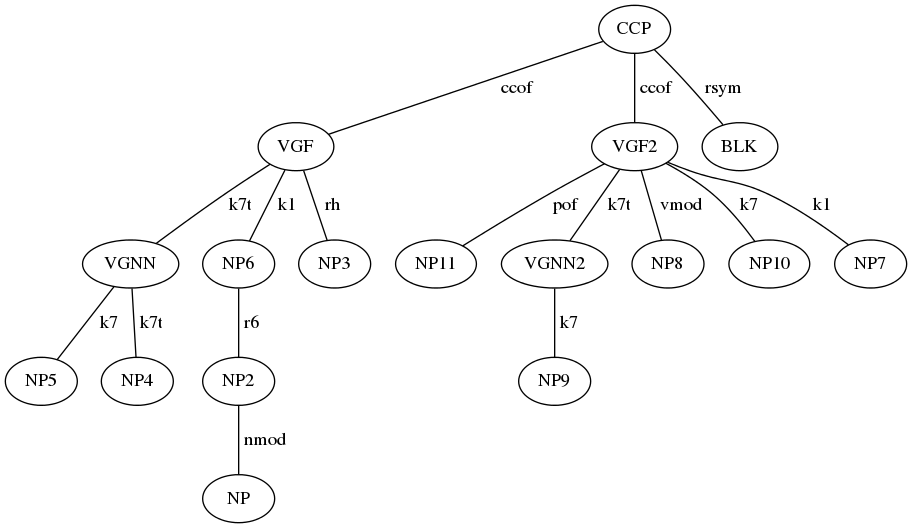 CCP
ccof
ccof
rsym
VGF
VGF2
BLK
k7t
k1
rh
pof
k7t
vmod
k7
k1
VGNN
NP6
NP3
NP11
VGNN2
NP8
NP10
NP7
k7
k7t
r6
k7
NP5
NP4
NP2
NP9
nmod
NP